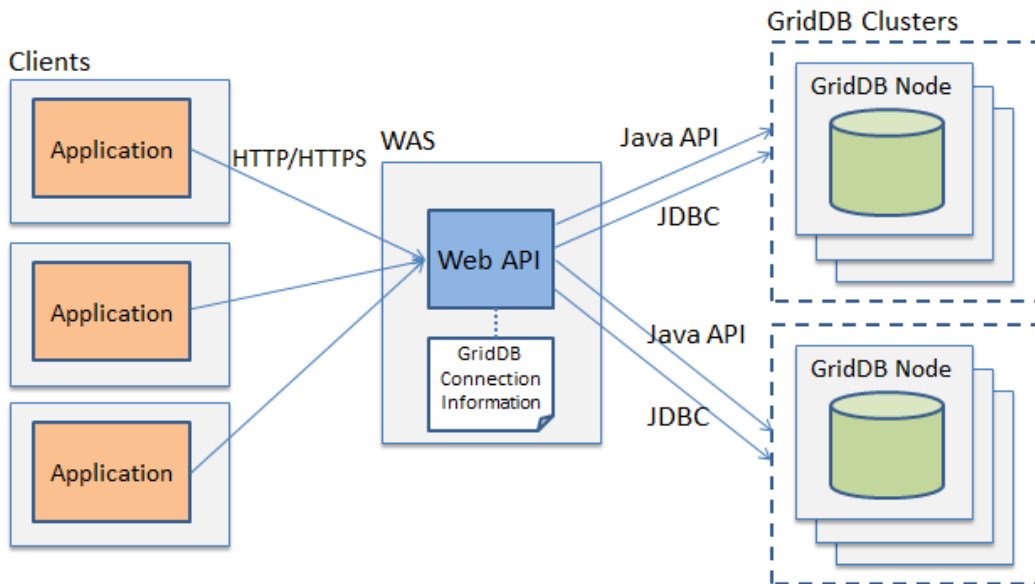 GridDB Clusters
Clients
GridDB Node
Application
Java API
HTTP/HTTPS
WAS
JDBC
Web API
Application
Java API
GridDB
Connection
Information
GridDB Node
JDBC
Application